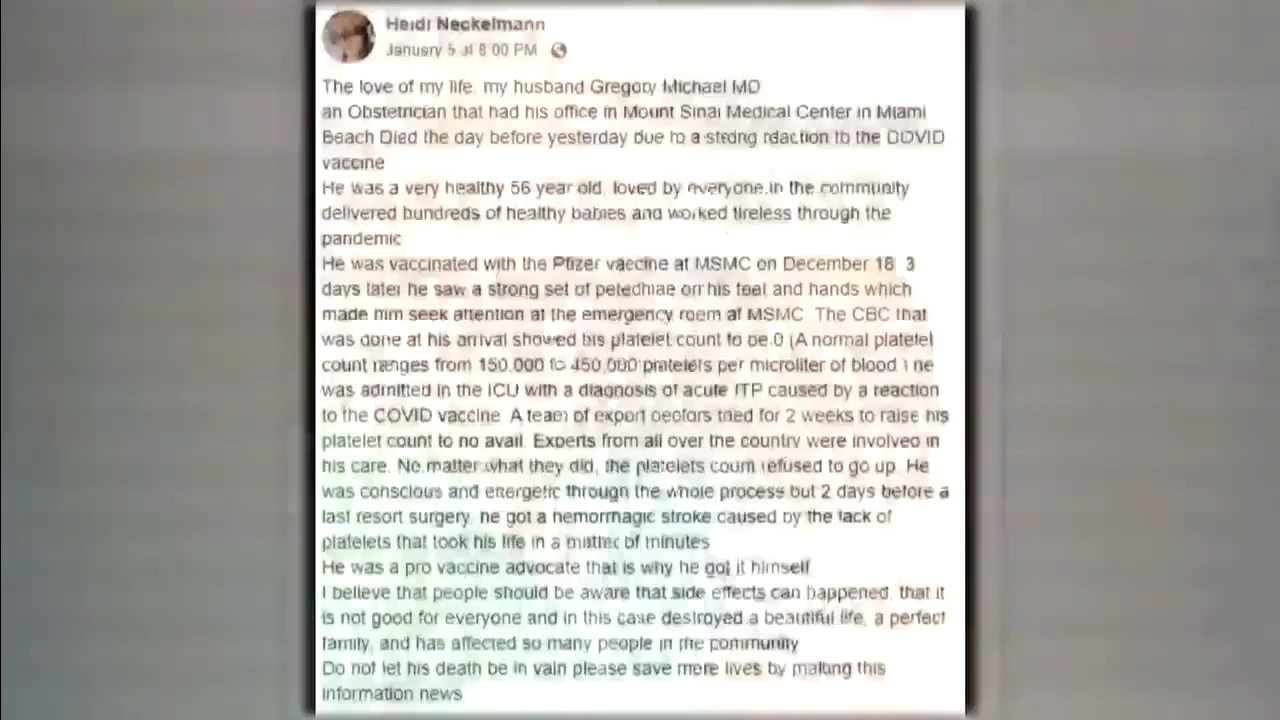 Heidi Neckelmann
January 5 at 8:00 PM
The love of my life, my husband Gregory Michael MD
an Obstetrician that had his office in Mount Sinai Medical Center in Miami
Beach Died the day before yesterday due to a strong reaction to the COVID
vaccine
He was a very healthy 56 year old, loved by everyone in the community
delivered hundreds of healthy babies and worked tireless through the
pandemic
He was vaccinated with the Pfizer vaccine at MSMC on December 18, 3
days later he saw a strong set of petechiae on his feet and hands which
made him seek attention at the emergency room at MSMC. The CBC that
was done at his arrival showed his platelet count to be 0 (A normal platelet
count ranges from 150,000 to 450,000 platelets per microliter of blood.) he
was admitted in the ICU with a diagnosis of acute ITP caused by a reaction
to the COVID vaccine. A team of expert doctors tried for 2 weeks to raise his
platelet count to no avail. Experts from all over the country were involved in
his care. No matter what they did, the platelets count refused to go up. He
was conscious and energetic through the whole process but 2 days before a
last resort surgery, he got a hemorrhagic stroke caused by the lack of
platelets that took his life in a matter of minutes
He was a pro vaccine advocate that is why he got it himself
I believe that people should be aware that side effects can happened, that it
is not good for everyone and in this case destroyed a beautiful life, a perfect
family, and has affected so many people in the community
Do not let his death be in vain please save more lives by making this
information news